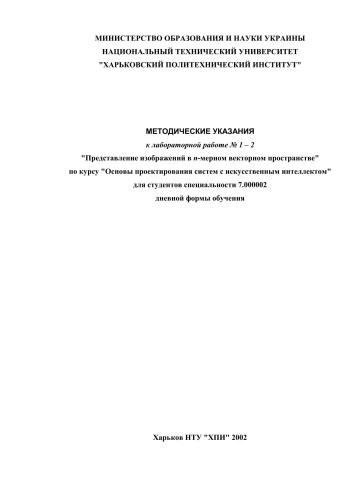 МИНИСТЕРСТВО ОБРАЗОВАНИЯ И НАУКИ УКРАИНЫ
НАЦИОНАЛЬНЫЙ ТЕХНИЧЕСКИЙ УНИВЕРСИТЕТ
"ХАРЬКОВСКИЙ ПОЛИТЕХНИЧЕСКИЙ ИНСТИТУТ"
МЕТОДИЧЕСКИЕ УКАЗАНИЯ
к лабораторной работе № 1 – 2
"Представление изображений в n-мерном векторном пространстве"
по курсу "Основы проектирования систем с искусственным интеллектом"
для студентов специальности 7.000002
дневной формы обучения
Харьков НТУ "ХПИ" 2002